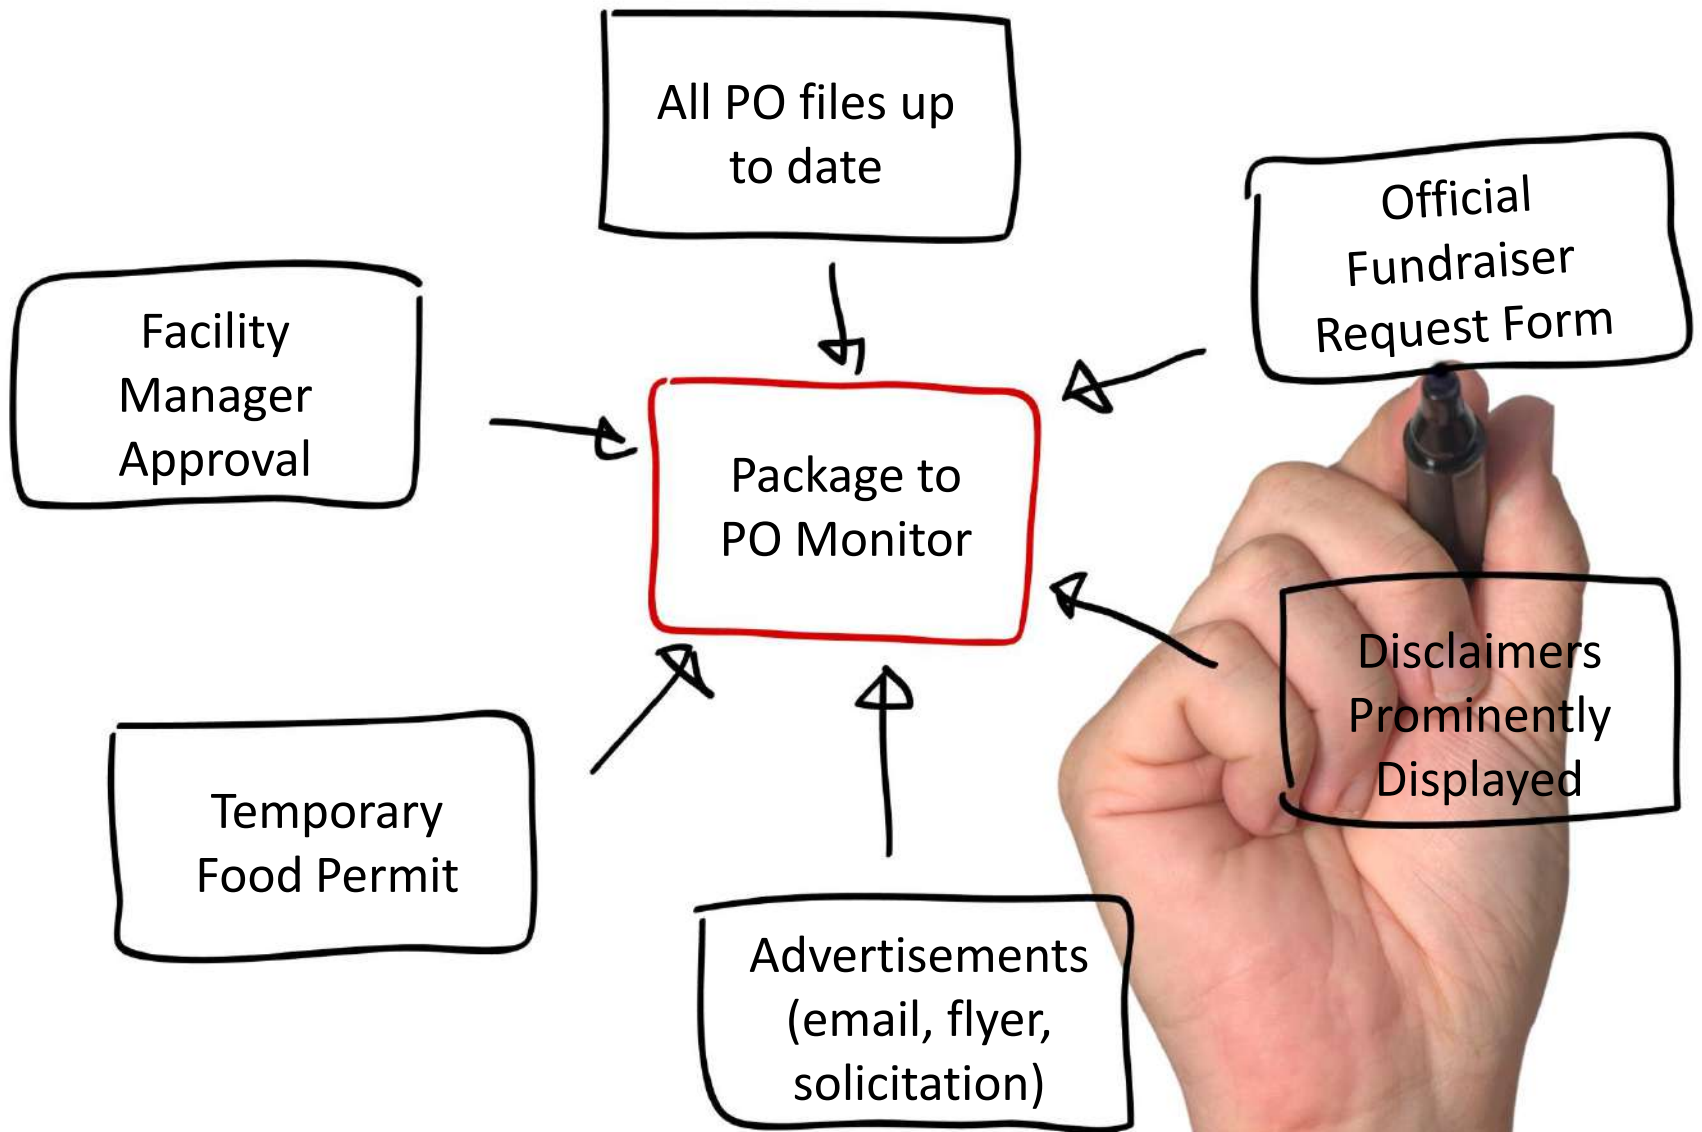 All PO files up
to date
Official
Fundraiser
Request Form
Facility
Manager
Approval
Package to
PO Monitor
Disclaimers
Prominently
Displayed
Temporary
Food Permit
Advertisements
(email, flyer,
solicitation)